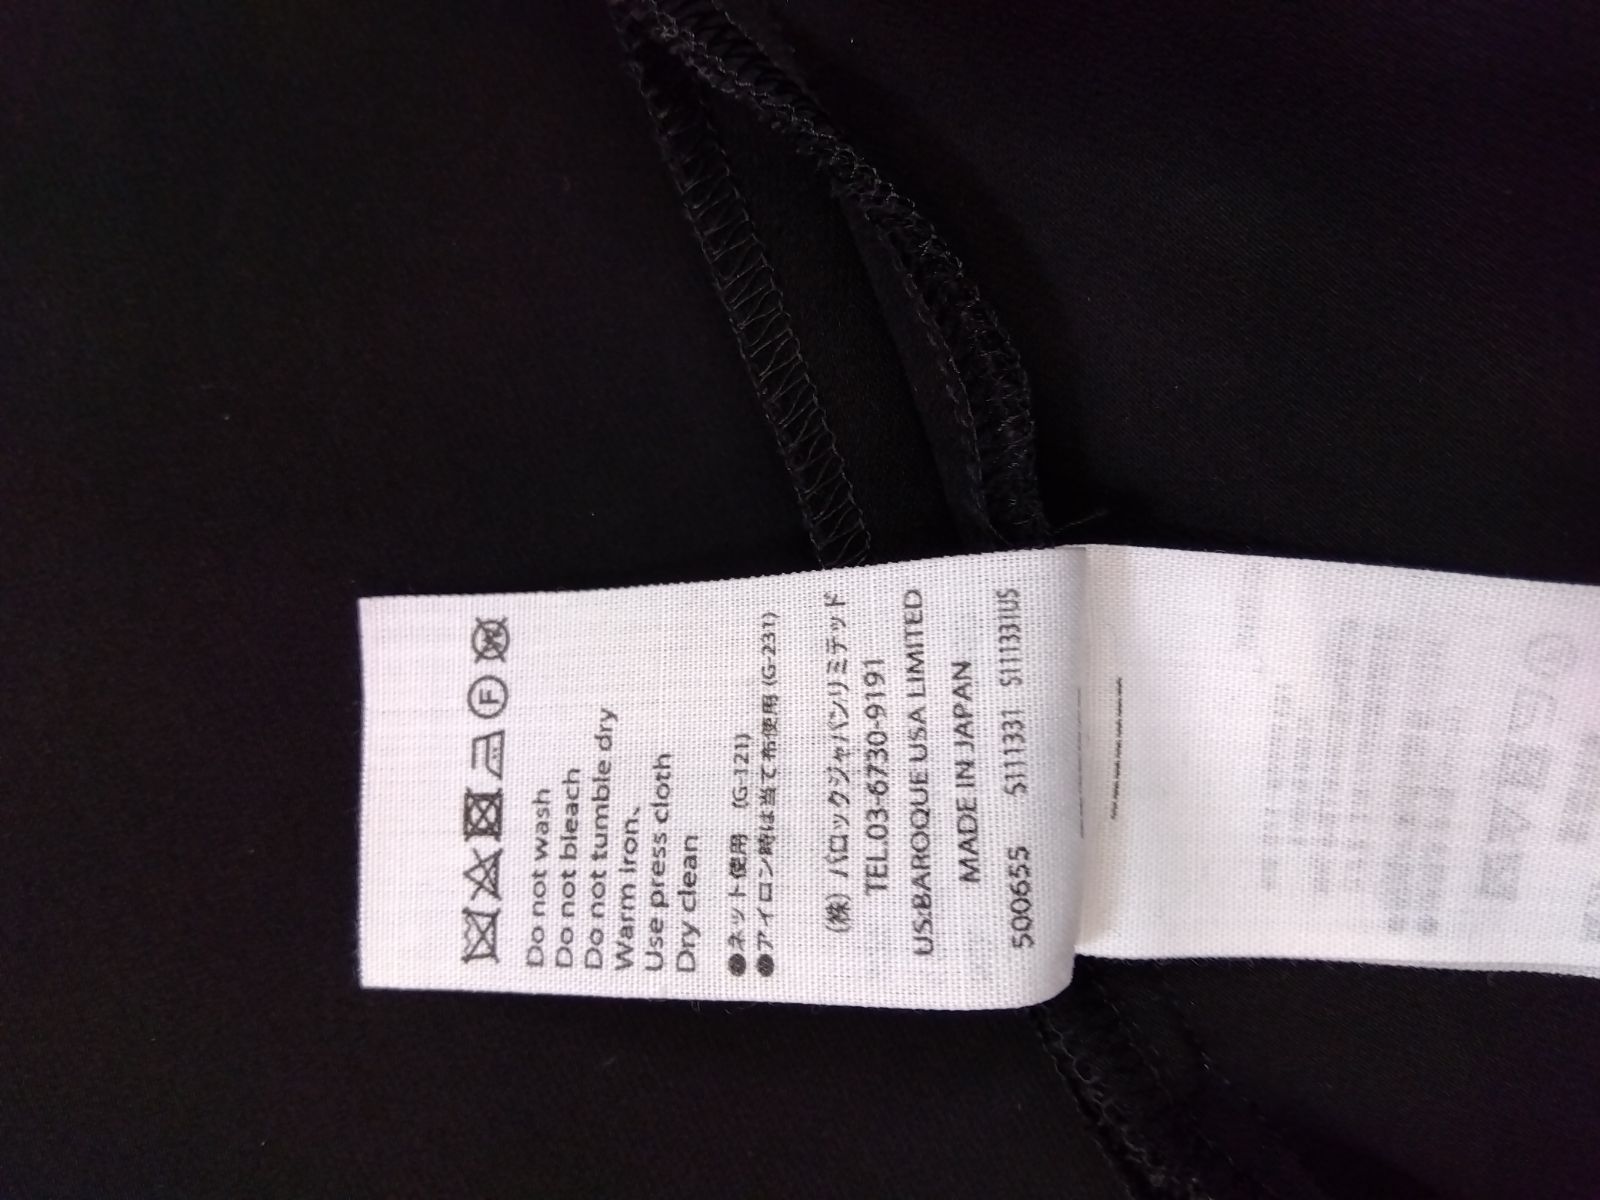 Do not wash
Do not bleach
Do not tumble dry
Warm Iron、
Use press cloth
Dry clean
●ネット使用 (G-121)
●アイロン時は当て布使用 (G-231)
(株) バロックジャパンリミテッド
TEL.03-6730-9191
US:BAROQUE USA LIMITED
MADE IN JAPAN
500655 S111331 S111331US